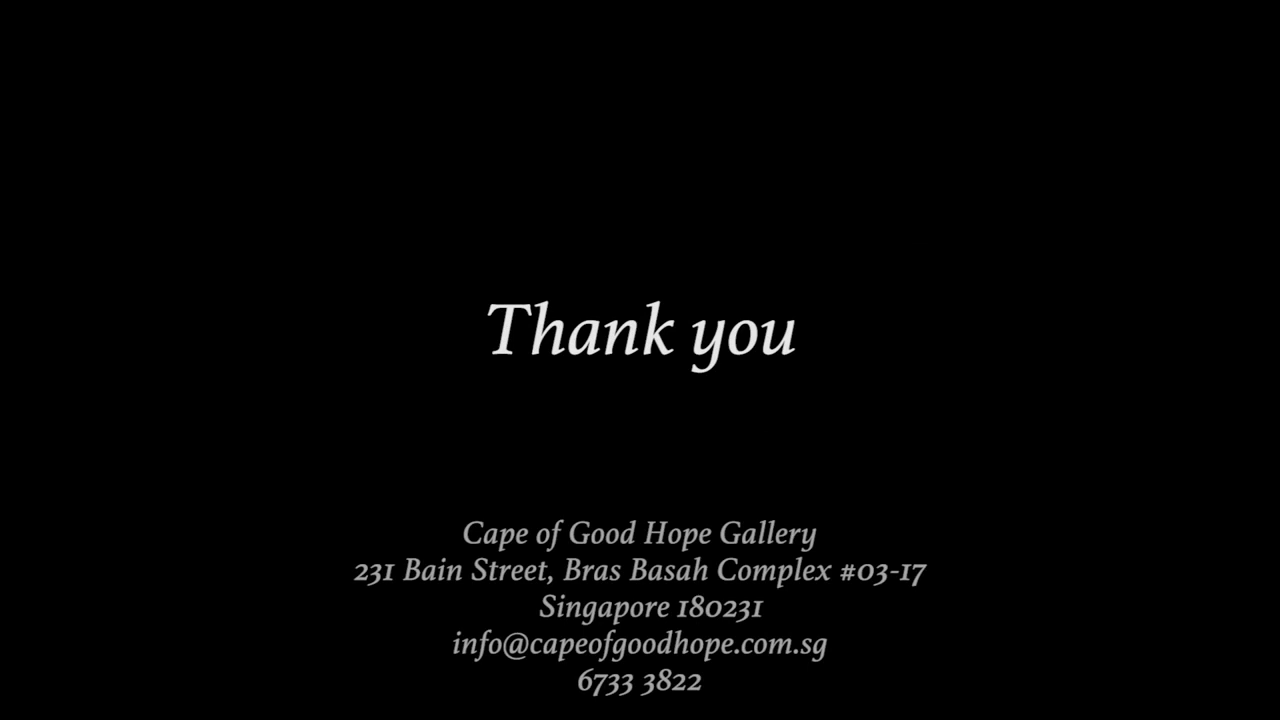 Thank you
Cape of Good Hope Gallery
231 Bain Street, Bras Basah Complex #03-17
Singapore 180231
info@capeofgoodhope.com.sg
6733 3822